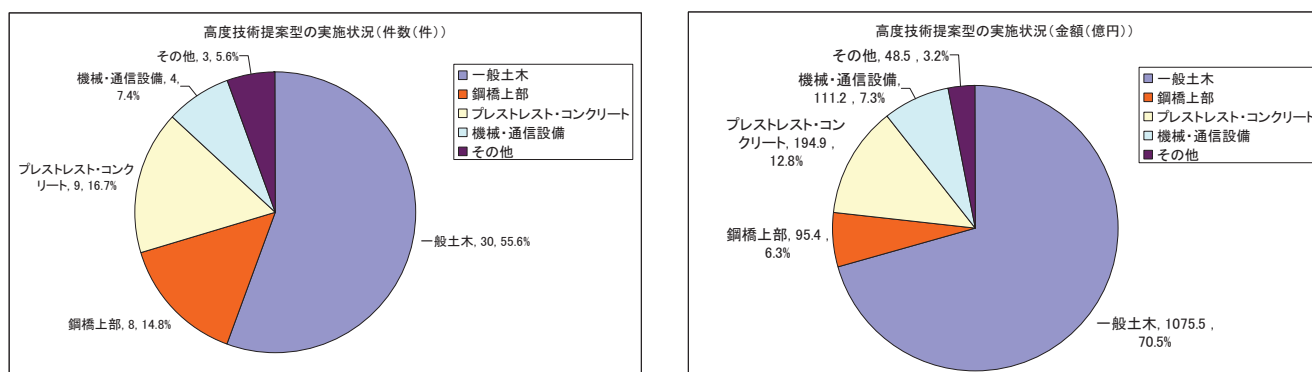 高度技術提案型の実施状況(件数(件))
その他, 3, 5.6%
機械・通信設備, 4,
7.4%
プレストレスト・コンク
リート, 9, 16.7%
鋼橋上部, 8, 14.8%
一般土木, 30, 55.6%
一般土木
鋼橋上部
プレストレスト・コンクリート
機械・通信設備
その他
高度技術提案型の実施状況(金額(億円))
その他, 48.5 , 3.2%
機械・通信設備,
111.2 , 7.3%
プレストレスト・コン
クリート, 194.9 ,
12.8%
鋼橋上部, 95.4 ,
6.3%
一般土木, 1075.5 ,
70.5%
一般土木
鋼橋上部
プレストレスト・コンクリート
機械・通信設備
その他